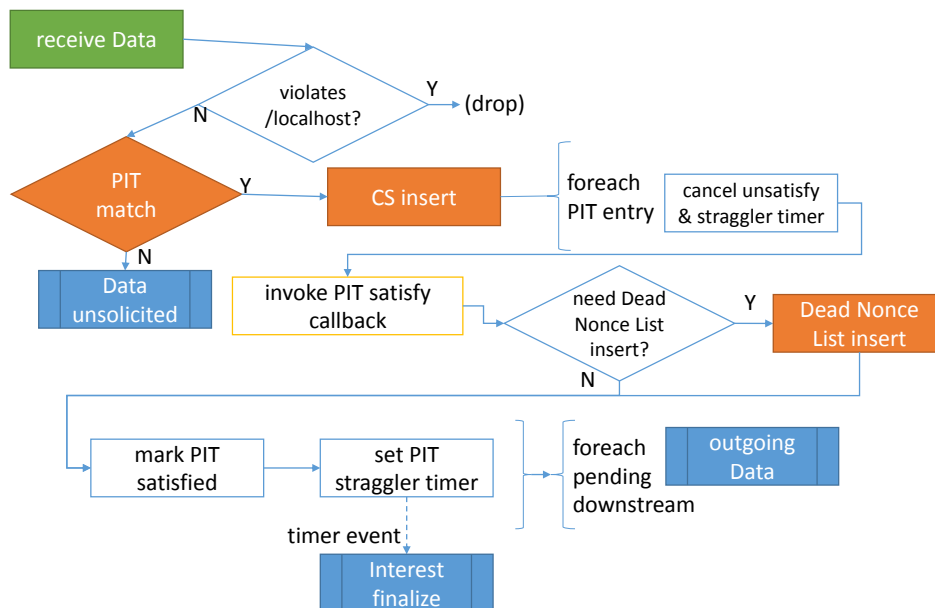 receive Data
violates
/localhost?
Y
(drop)
N
PIT
match
Y
CS insert
foreach
PIT entry
cancel unsatisfy
& straggler timer
N
Data
unsolicited
invoke PIT satisfy
callback
need Dead
Nonce List
insert?
Y
Dead Nonce
List insert
N
mark PIT
satisfied
set PIT
straggler timer
foreach
pending
downstream
outgoing
Data
timer event
Interest
finalize